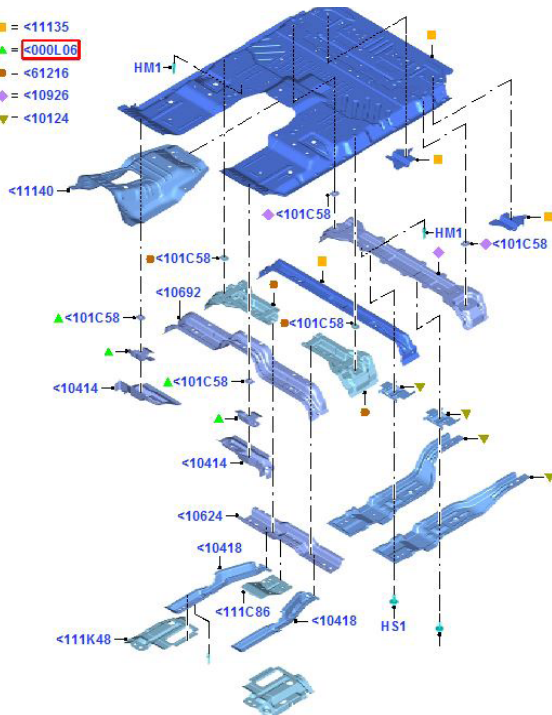 = <11135
= <000L06
= <61216
= <10926
= <10124
HM1
<11140
<101C58
HM1
<101C58
<101C58
<10692
<101C58
<101C58
<101C58
<10414
<10414
<10624
<10418
<111C86
<10418
<111K48
HS1